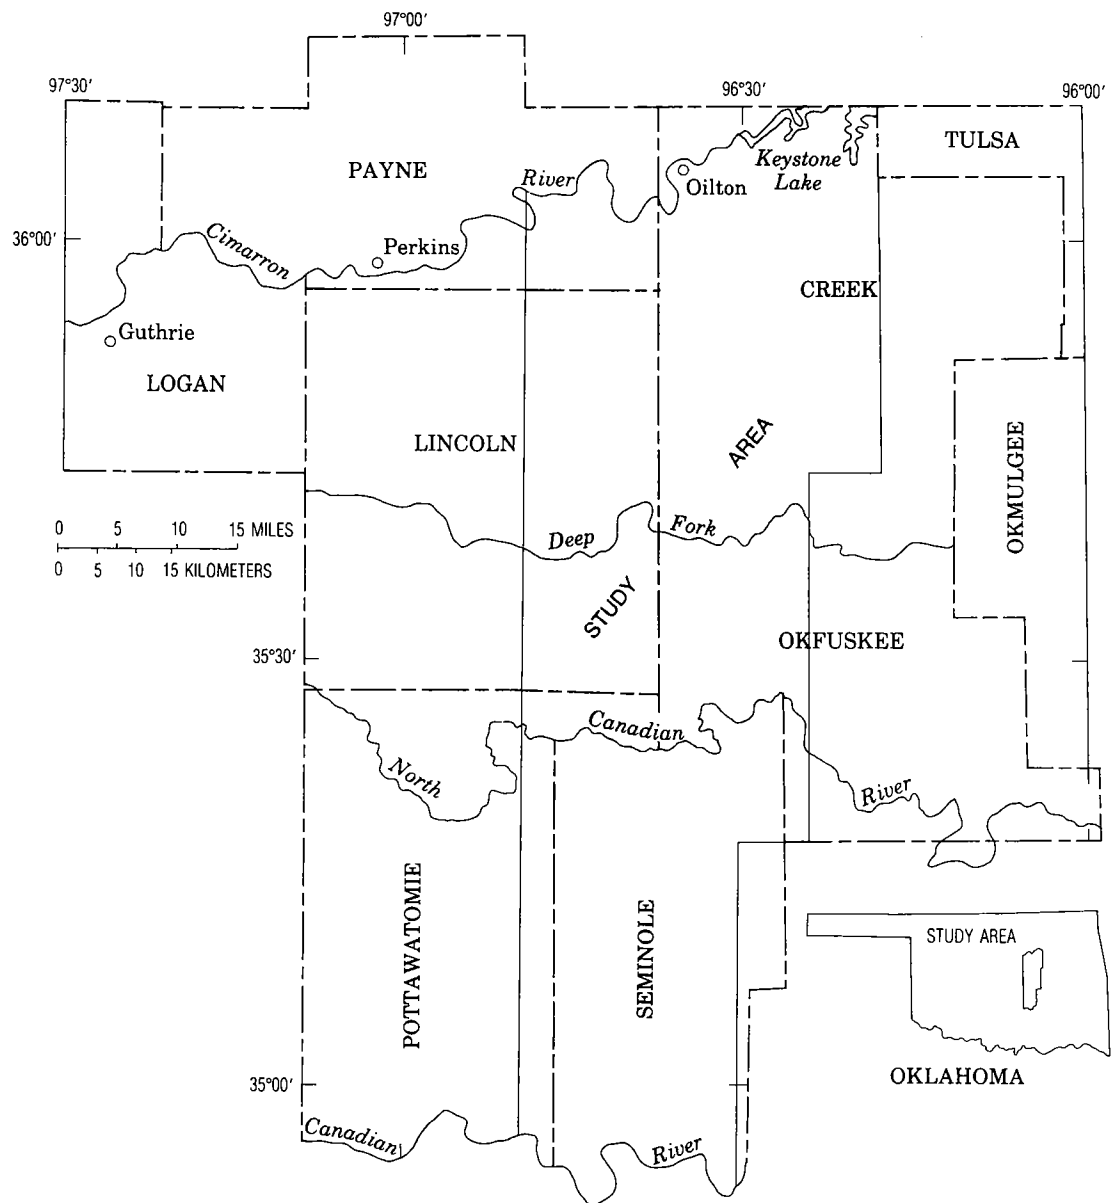 97°00′
97°30′
96°30′
96°00′
TULSA
PAYNE
River
Keystone
Lake
Oilton
36°00′
Cimarron
Perkins
CREEK
Guthrie
LOGAN
LINCOLN
AREA
OKMULGEE
0 5 10 15 MILES
0 5 10 15 KILOMETERS
Deep
Fork
STUDY
OKFUSKEE
35°30′
Canadian
North
River
POTTAWATOMIE
SEMINOLE
STUDY AREA
OKLAHOMA
35°00′
Canadian
River